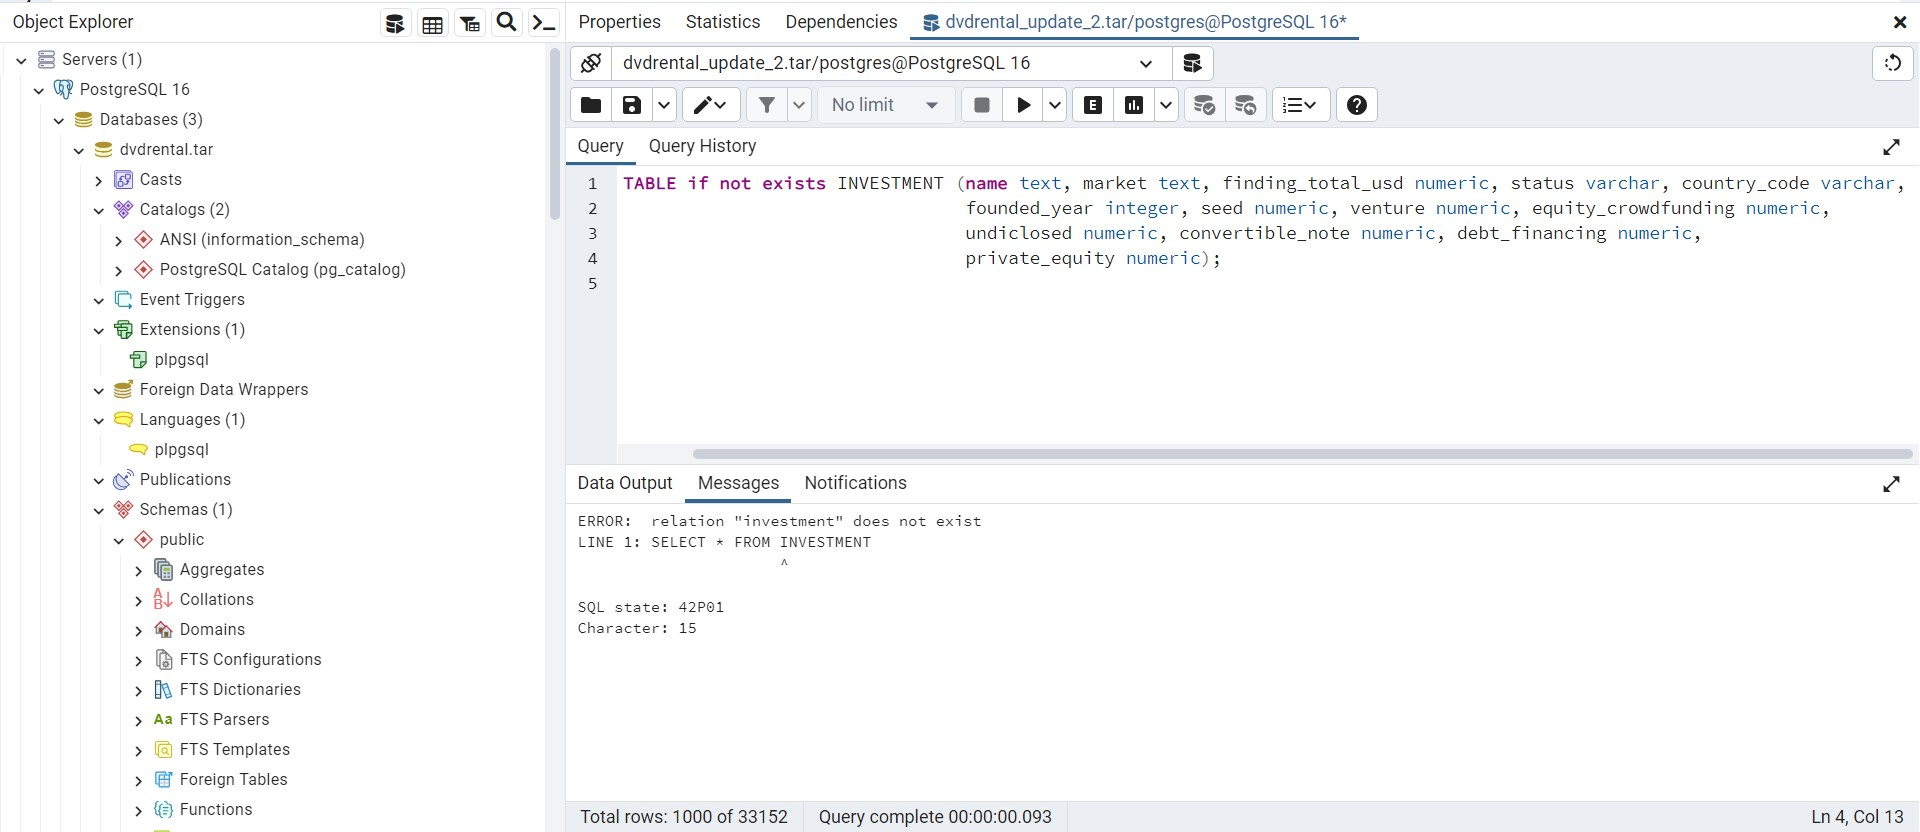 Object Explorer
Servers (1)
PostgreSQL 16
Databases (3)
dvdrental.tar
Casts
Catalogs (2)
ANSI (information_schema)
PostgreSQL Catalog (pg_catalog)
Event Triggers
Extensions (1)
plpgsql
Foreign Data Wrappers
Languages (1)
plpgsql
Publications
Schemas (1)
public
Aggregates
Collations
Domains
FTS Configurations
FTS Dictionaries
Aa FTS Parsers
FTS Templates
Foreign Tables
Functions
Properties Statistics Dependencies dvdrental_update_2.tar/postgres@PostgreSQL 16*
dvdrental_update_2.tar/postgres@PostgreSQL 16
No limit E
Query Query History
1 TABLE if not exists INVESTMENT (name text, market text, finding_total_usd numeric, status varchar, country_code varchar,
2 founded_year integer, seed numeric, venture numeric, equity_crowdfunding numeric,
3 undiclosed numeric, convertible_note numeric, debt_financing numeric,
4 private_equity numeric);
5
Data Output Messages Notifications
ERROR: relation "investment" does not exist
LINE 1: SELECT * FROM INVESTMENT
^
SQL state: 42P01
Character: 15
Total rows: 1000 of 33152 Query complete 00:00:00.093 Ln 4, Col 13